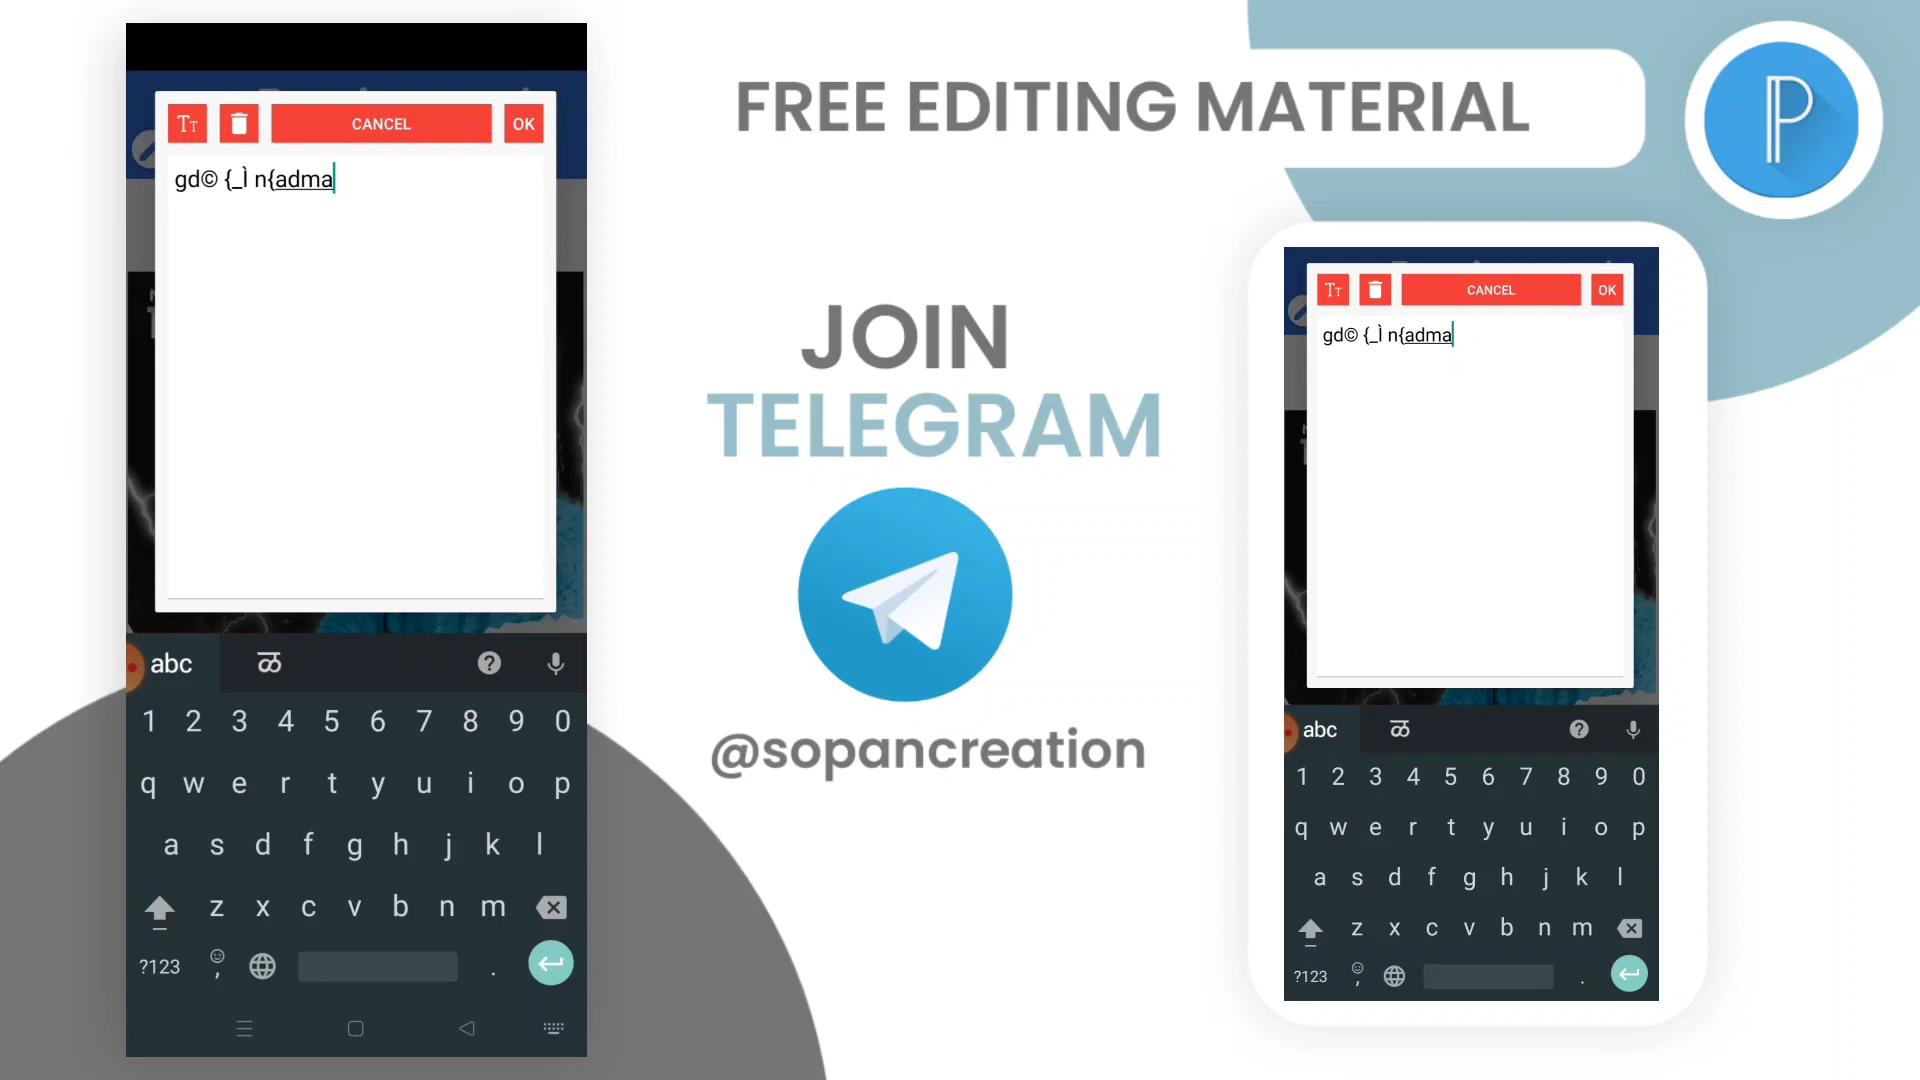 CANCEL
OK
gd© {_Ì n{adma
abc ळ
1 2 3 4 5 6 7 8 9 0
q w e r t y u i o p
a s d f g h j k l
z x c v b n m
?123 , .
FREE EDITING MATERIAL
JOIN
TELEGRAM
@sopancreation
CANCEL
OK
gd© {_Ì n{adma
abc ळ
1 2 3 4 5 6 7 8 9 0
q w e r t y u i o p
a s d f g h j k l
z x c v b n m
?123 , .